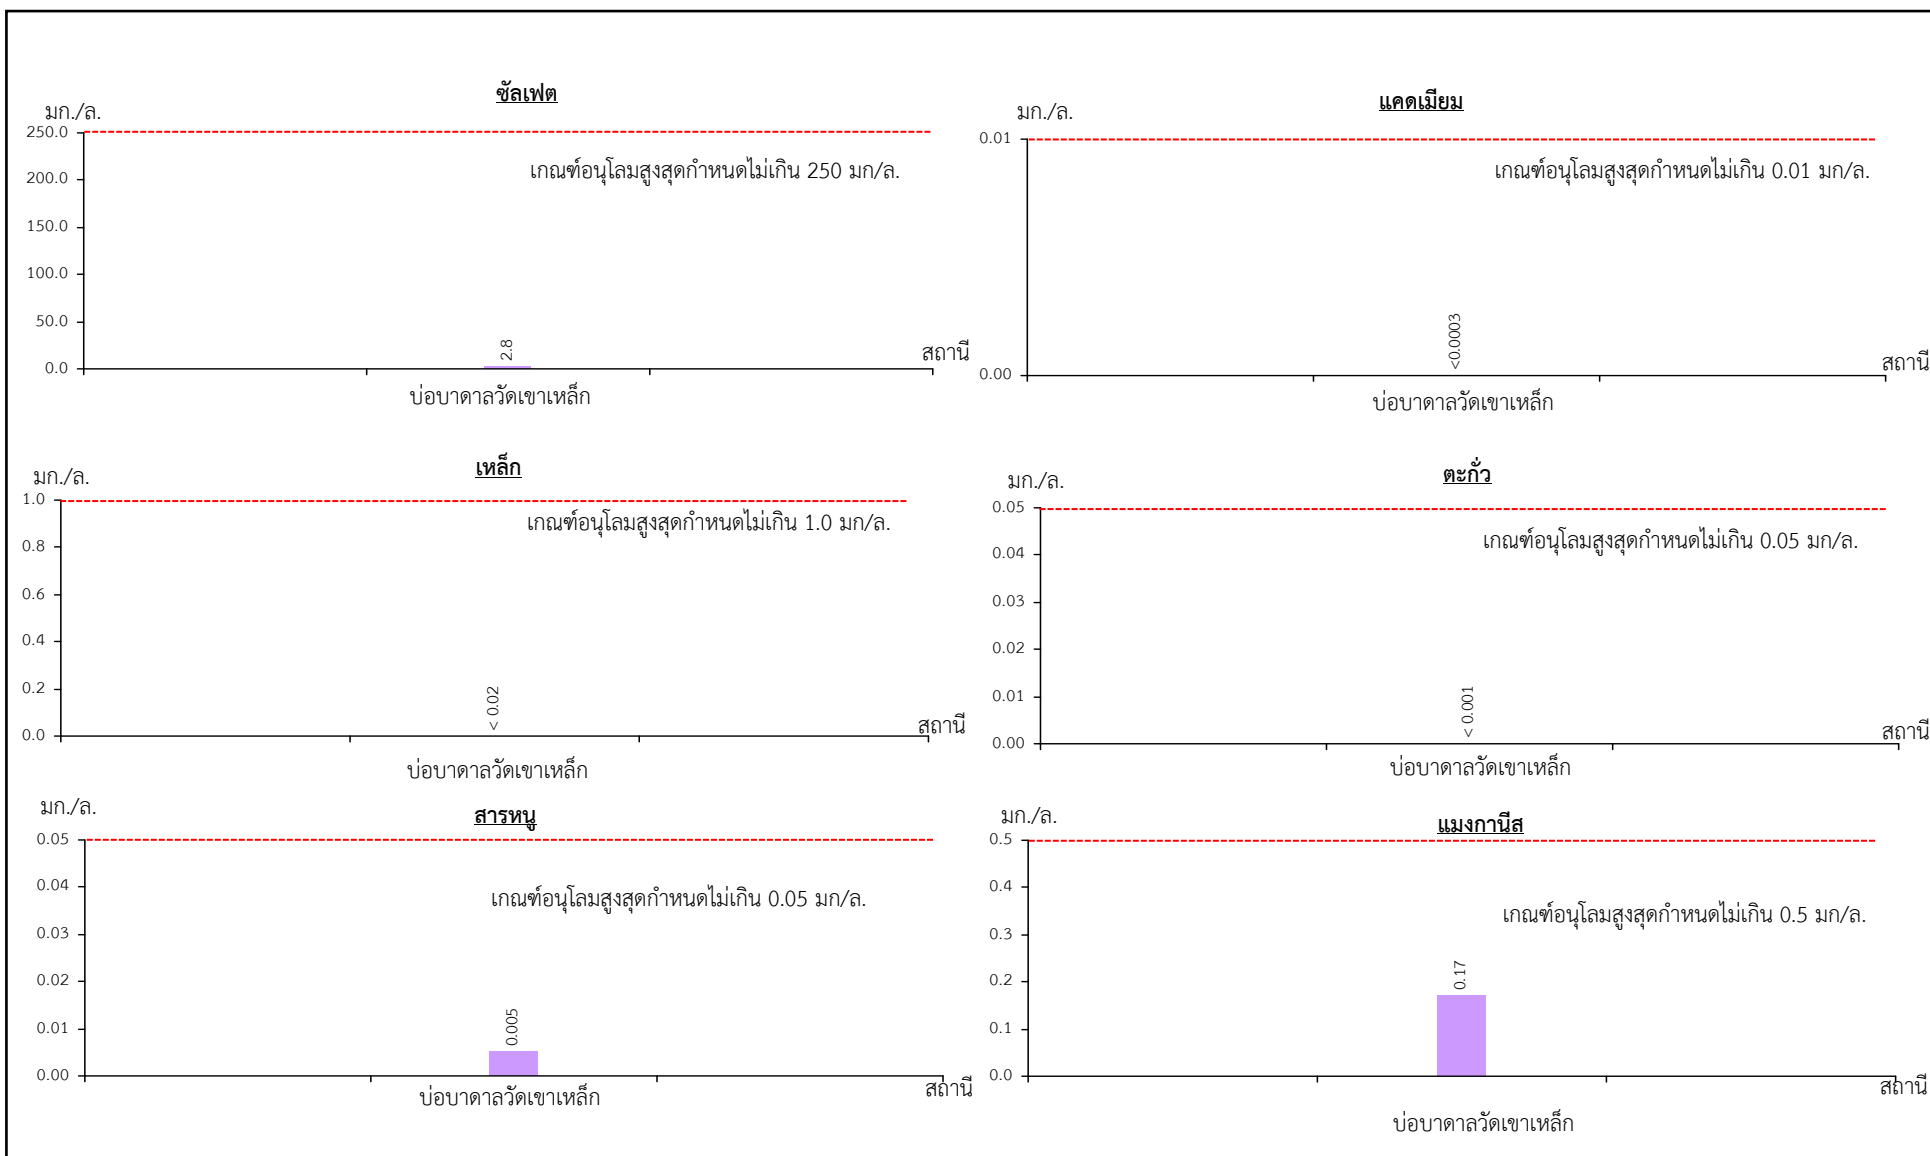 ซัลเฟต
มก./ล.
250.0
200.0
150.0
100.0
50.0
0.0
เกณฑ์อนุโลมสูงสุดกำหนดไม่เกิน 250 มก/ล.
2.8
สถานี
บ่อบาดาลวัดเขาเหล็ก
แคดเมียม
มก./ล.
0.01
0.00
เกณฑ์อนุโลมสูงสุดกำหนดไม่เกิน 0.01 มก/ล.
<0.0003
สถานี
บ่อบาดาลวัดเขาเหล็ก
เหล็ก
มก./ล.
1.0
0.8
0.6
0.4
0.2
0.0
เกณฑ์อนุโลมสูงสุดกำหนดไม่เกิน 1.0 มก/ล.
< 0.02
สถานี
บ่อบาดาลวัดเขาเหล็ก
ตะกั่ว
มก./ล.
0.05
0.04
0.03
0.02
0.01
0.00
เกณฑ์อนุโลมสูงสุดกำหนดไม่เกิน 0.05 มก/ล.
< 0.001
สถานี
บ่อบาดาลวัดเขาเหล็ก
สารหนู
มก./ล.
0.05
0.04
0.03
0.02
0.01
0.00
เกณฑ์อนุโลมสูงสุดกำหนดไม่เกิน 0.05 มก/ล.
0.005
สถานี
บ่อบาดาลวัดเขาเหล็ก
แมงกานีส
มก./ล.
0.5
0.4
0.3
0.2
0.1
0.0
เกณฑ์อนุโลมสูงสุดกำหนดไม่เกิน 0.5 มก/ล.
0.17
สถานี
บ่อบาดาลวัดเขาเหล็ก